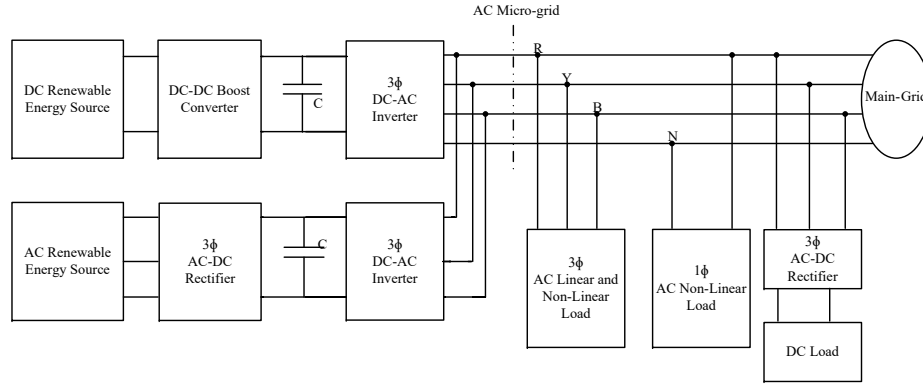 AC Micro-grid
DC Renewable
Energy Source
DC-DC Boost
Converter
C
3ϕ
DC-AC
Inverter
R
Y
B
N
Main-Grid
AC Renewable
Energy Source
3ϕ
AC-DC
Rectifier
C
3ϕ
DC-AC
Inverter
3ϕ
AC Linear and
Non-Linear
Load
1ϕ
AC Non-Linear
Load
3ϕ
AC-DC
Rectifier
DC Load